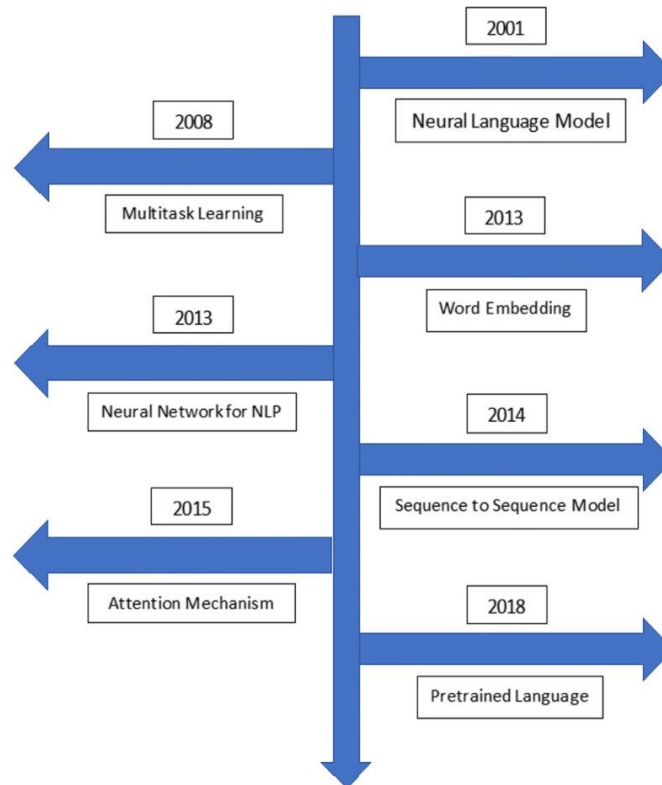 2001
Neural Language Model
2008
Multitask Learning
2013
Word Embedding
2013
Neural Network for NLP
2014
Sequence to Sequence Model
2015
Attention Mechanism
2018
Pretrained Language